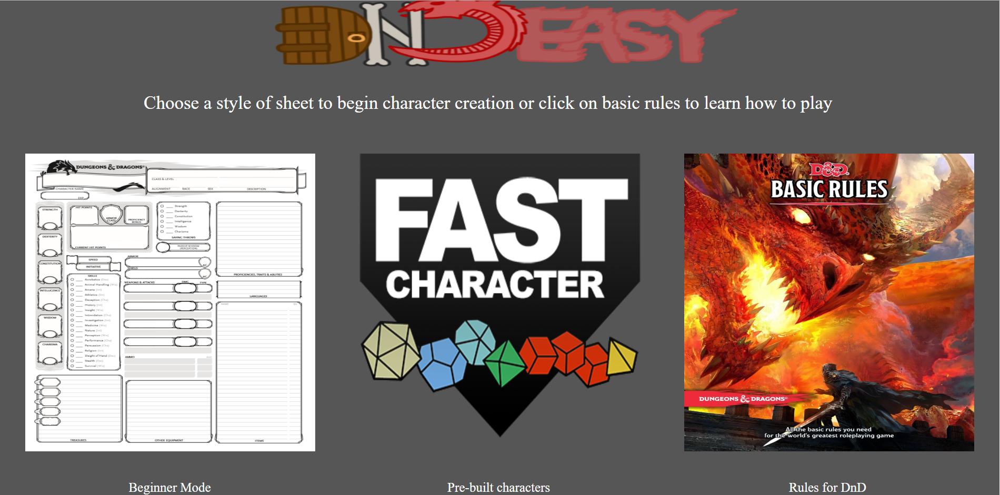 DNDEASY
Choose a style of sheet to begin character creation or click on basic rules to learn how to play
DUNGEONS & DRAGONS®
CHARACTER NAME
EXP
CLASS & LEVEL
ALIGNMENT RACE SEX DESCRIPTION
STRENGTH
DEXTERITY
CONSTITUTION
INTELLIGENCE
WISDOM
CHARISMA
HIT POINTS
ARMOR
CLASS
PROFICIENCY
BONUS
CURRENT HIT POINTS
Strength
Dexterity
Constitution
Intelligence
Wisdom
Charisma
SAVING THROWS
PASSIVE WISDOM
(PERCEPTION)
SPEED
INITIATIVE
SKILLS
Acrobatics (Dex)
Animal Handling (Wis)
Arcana (Int)
Athletics (Str)
Deception (Cha)
History (Int)
Insight (Wis)
Intimidation (Cha)
Investigation (Int)
Medicine (Wis)
Nature (Int)
Perception (Wis)
Performance (Cha)
Persuasion (Cha)
Religion (Int)
Sleight of Hand (Dex)
Stealth (Dex)
Survival (Wis)
ARMOR
AC
SHIELD
AC
WEAPONS & ATTACKS DMG TYPE
AMMO
PROFICIENCIES, TRAITS & ABILITIES
LANGUAGES
NAME
TREASURES
OTHER EQUIPMENT
ITEMS
FAST
CHARACTER
D&D
BASIC RULES
DUNGEONS & DRAGONS®
All the basic rules you need
for the world's greatest roleplaying game
Beginner Mode Pre-built characters Rules for DnD